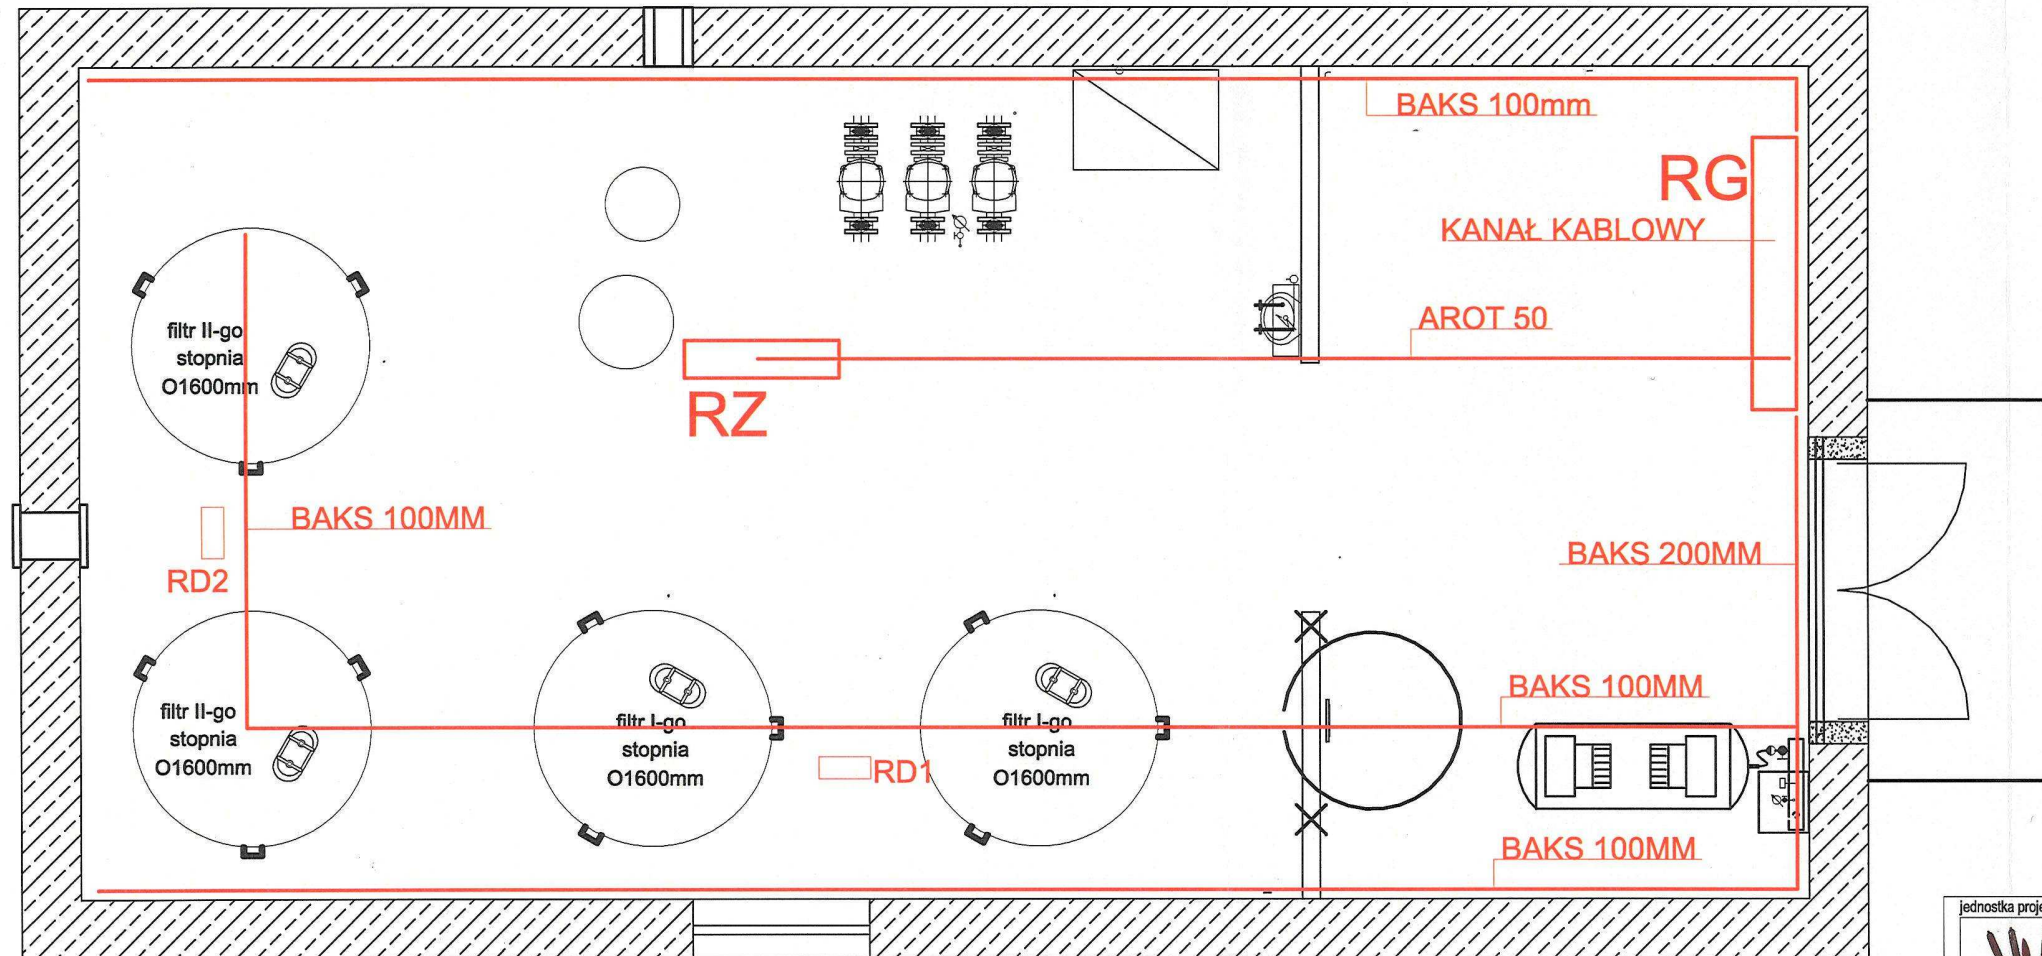 BAKS 100mm
RG
KANAŁ KABLOWY
AROT 50
filtr II-go
stopnia
O1600mm
RZ
BAKS 100MM
BAKS 200MM
RD2
BAKS 100MM
filtr II-go
stopnia
O1600mm
filtr I-go
stopnia
O1600mm
RD1
filtr I-go
stopnia
O1600mm
BAKS 100MM
jednostka proje